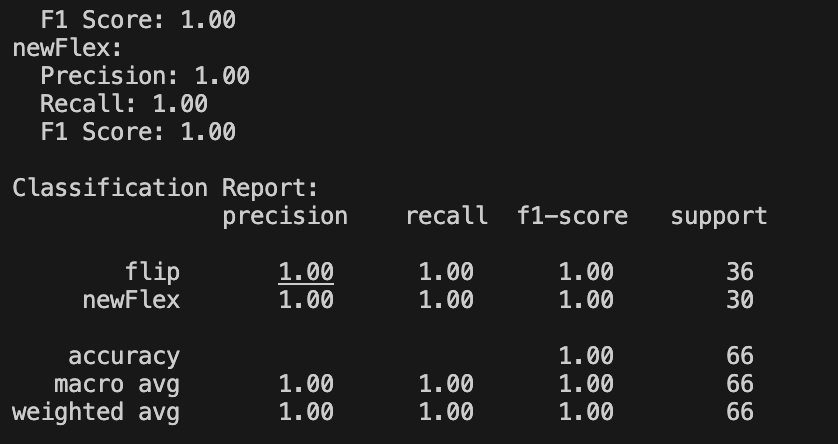 F1 Score: 1.00
newFlex:
Precision: 1.00
Recall: 1.00
F1 Score: 1.00
Classification Report:
precision recall f1-score support
flip 1.00 1.00 1.00 36
newFlex 1.00 1.00 1.00 30
accuracy 1.00 66
macro avg 1.00 1.00 1.00 66
weighted avg 1.00 1.00 1.00 66